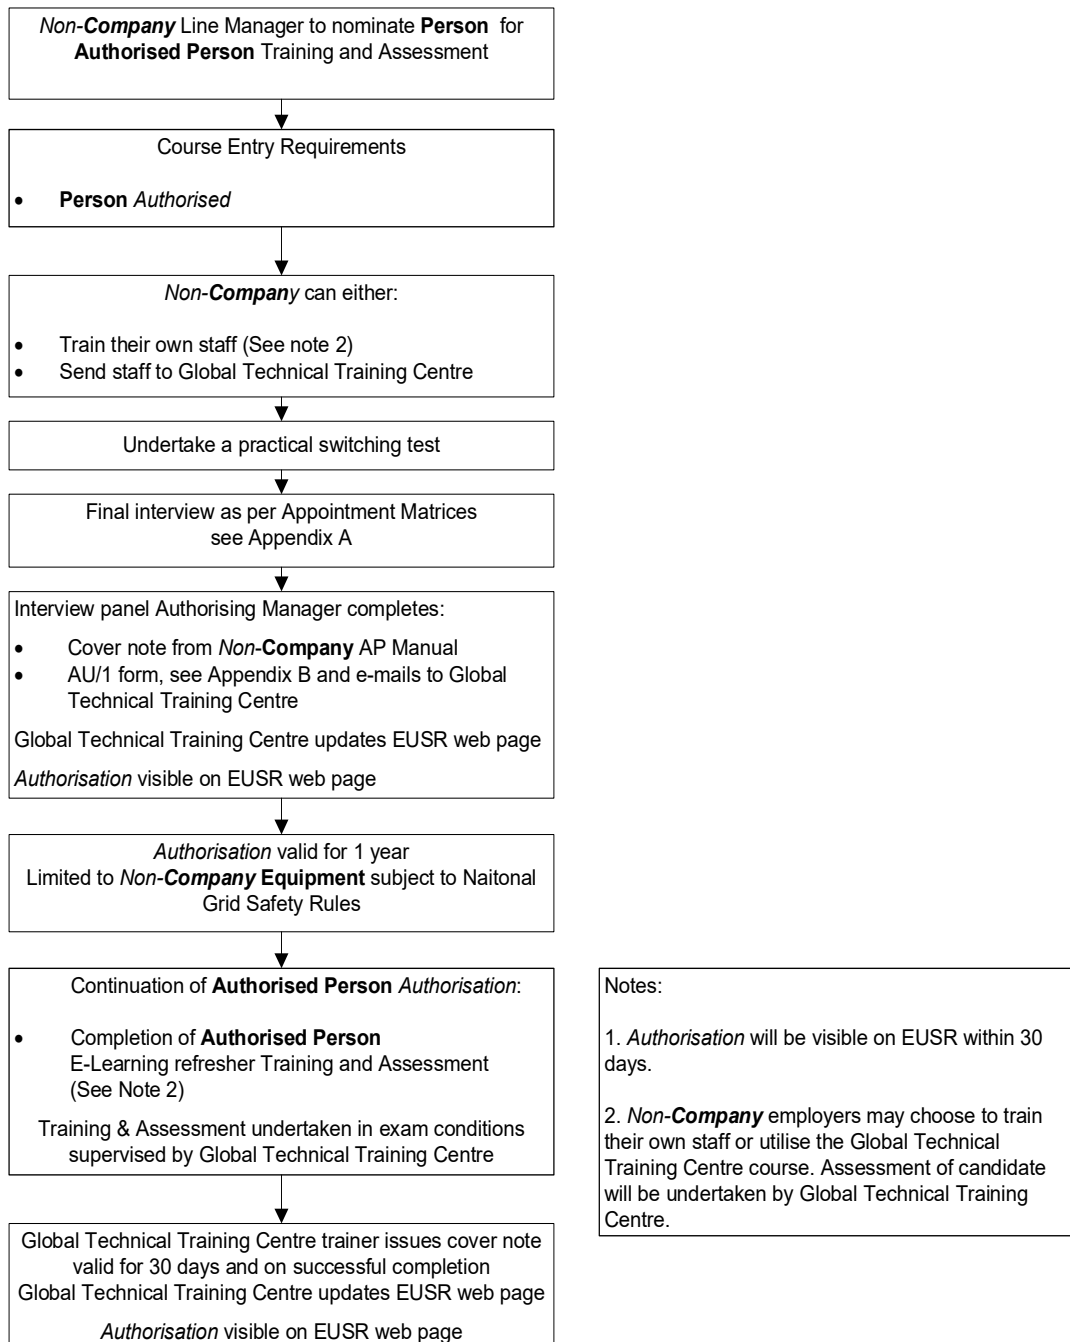 Non-Company Line Manager to nominate Person for
Authorised Person Training and Assessment
Course Entry Requirements
• Person Authorised
Non-Company can either:
• Train their own staff (See note 2)
• Send staff to Global Technical Training Centre
Undertake a practical switching test
Final interview as per Appointment Matrices
see Appendix A
Interview panel Authorising Manager completes:
• Cover note from Non-Company AP Manual
• AU/1 form, see Appendix B and e-mails to Global
Technical Training Centre
Global Technical Training Centre updates EUSR web page
Authorisation visible on EUSR web page
Authorisation valid for 1 year
Limited to Non-Company Equipment subject to Naitonal
Grid Safety Rules
Continuation of Authorised Person Authorisation:
• Completion of Authorised Person
E-Learning refresher Training and Assessment
(See Note 2)
Training & Assessment undertaken in exam conditions
supervised by Global Technical Training Centre
Notes:
1. Authorisation will be visible on EUSR within 30
days.
2. Non-Company employers may choose to train
their own staff or utilise the Global Technical
Training Centre course. Assessment of candidate
will be undertaken by Global Technical Training
Centre.
Global Technical Training Centre trainer issues cover note
valid for 30 days and on successful completion
Global Technical Training Centre updates EUSR web page
Authorisation visible on EUSR web page